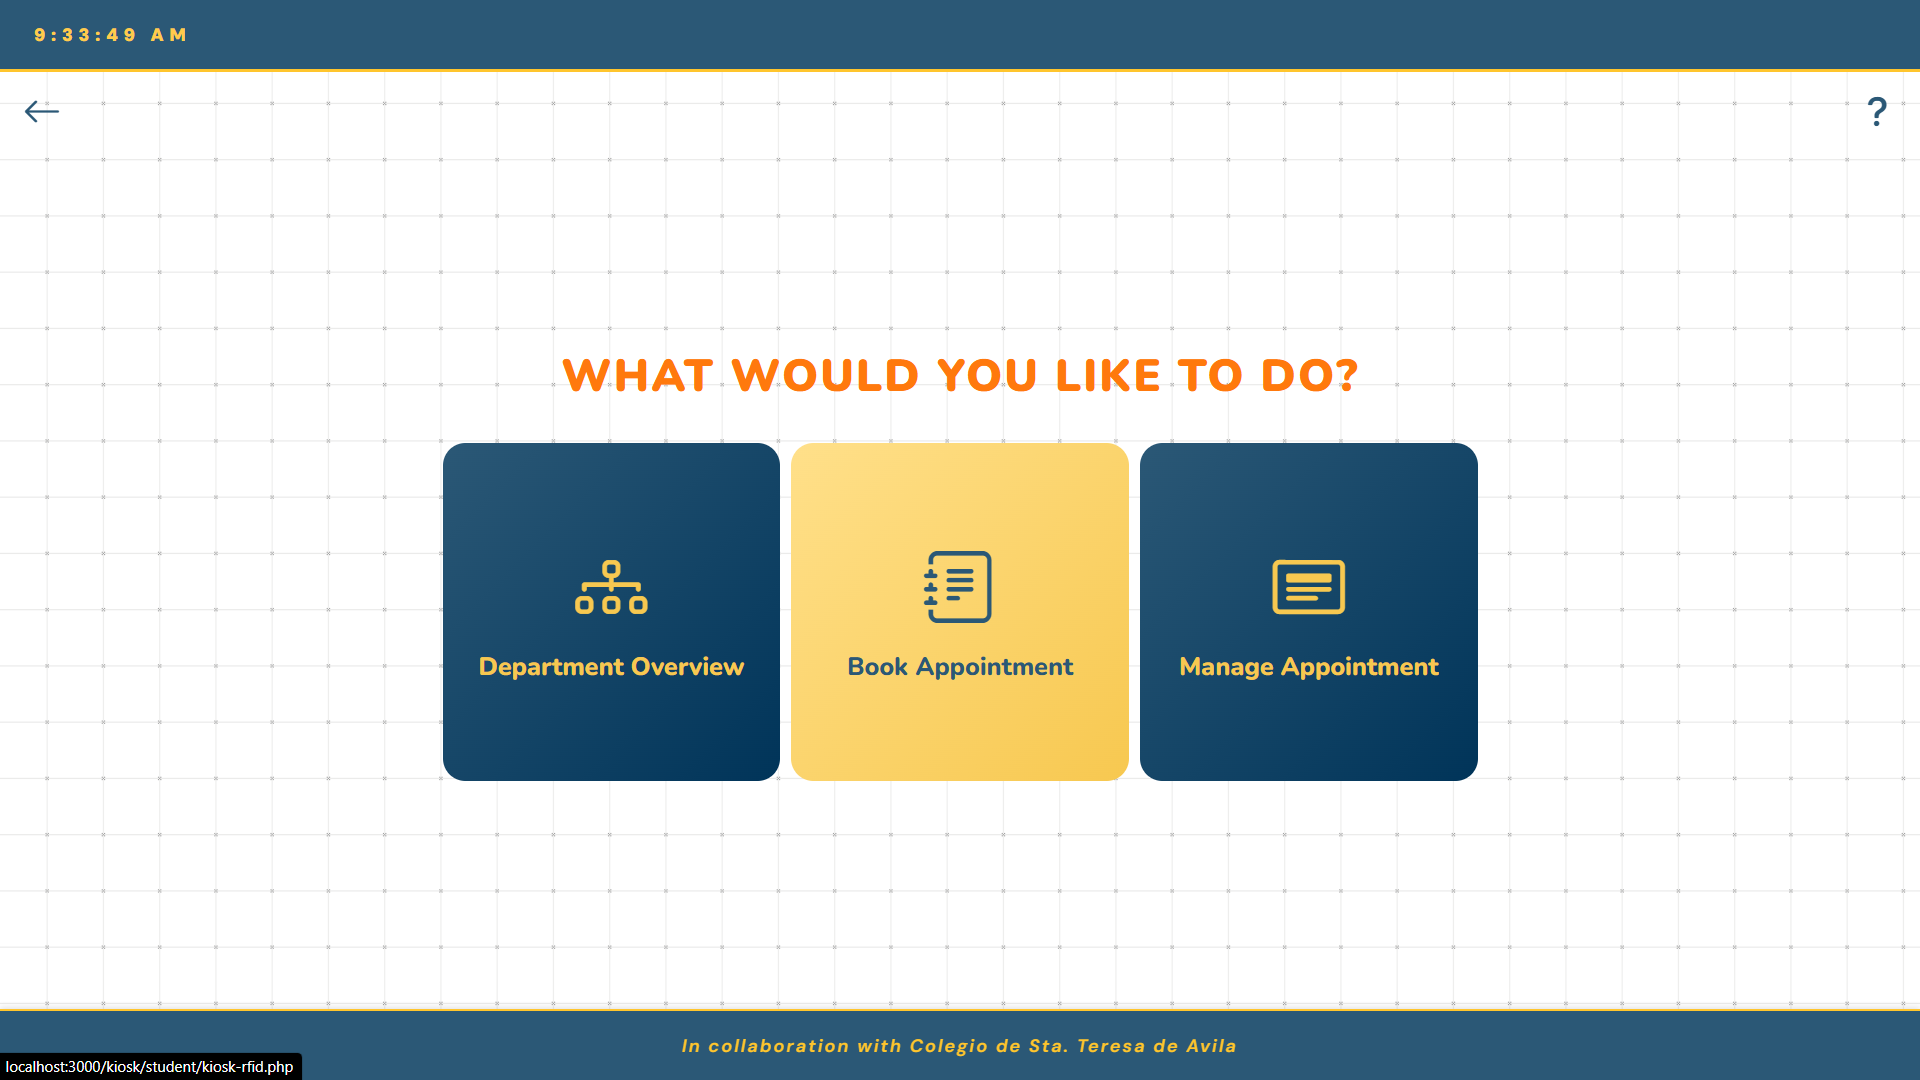 9:33:49 AM
?
WHAT WOULD YOU LIKE TO DO?
Department Overview
Book Appointment
Manage Appointment
In collaboration with Colegio de Sta. Teresa de Avila
localhost:3000/kiosk/student/kiosk-rfid.php